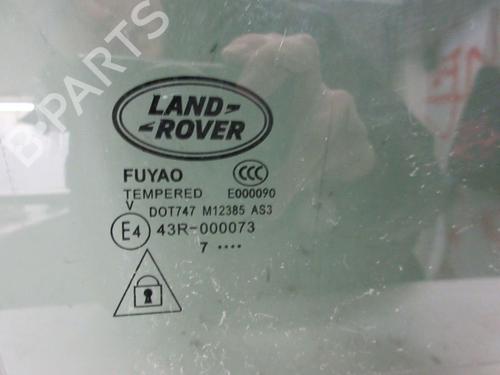 B-PARTS
LAND
ROVER
FUYAO CCC
TEMPERED E000090
V DOT747 M12385 AS3
E4 43R-000073
7 ....